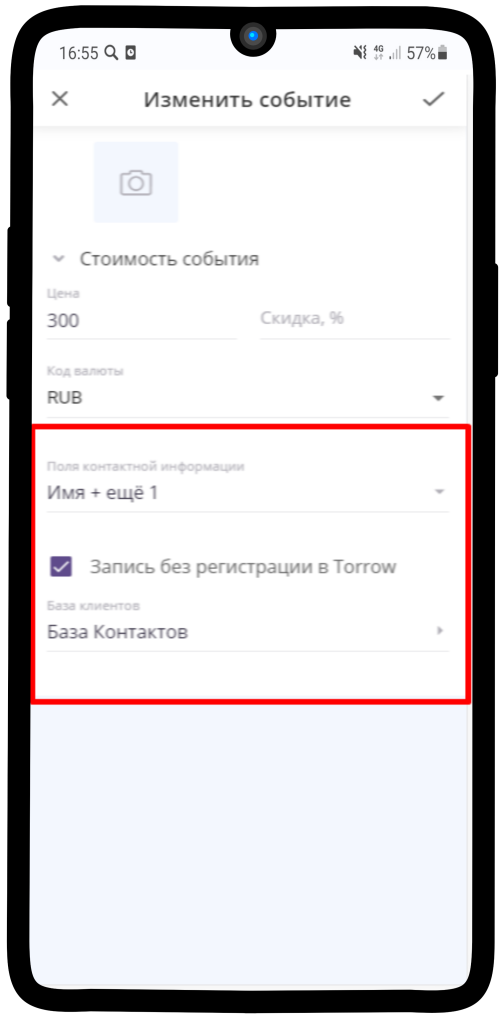 16:55 4G 57%
Изменить событие
Стоимость события
Цена
300 Скидка, %
Код валюты
RUB
Поля контактной информации
Имя + ещё 1
Запись без регистрации в Torrow
База клиентов
База Контактов